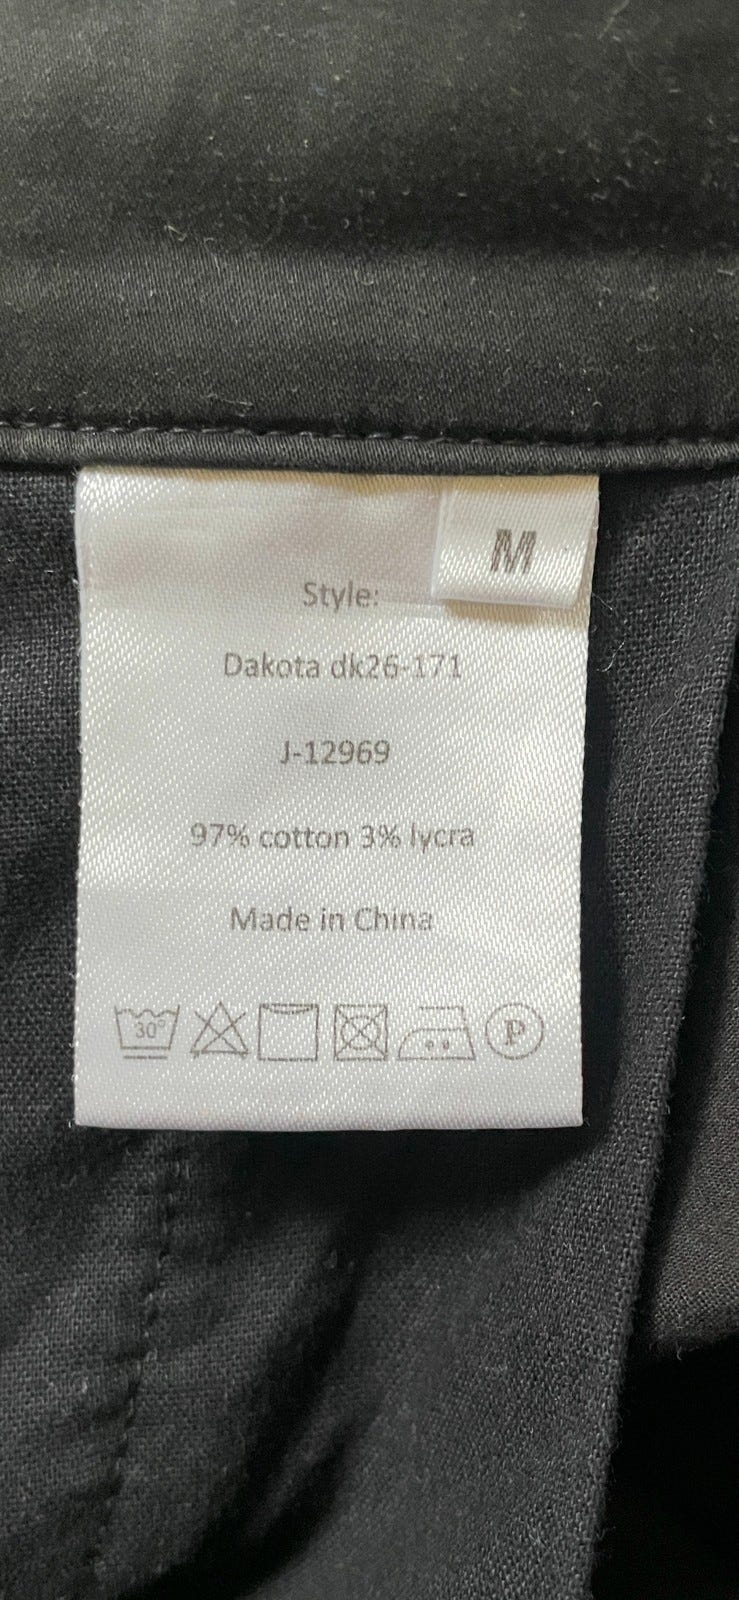 M
Style:
Dakota dk26-171
J-12969
97% cotton 3% lycra
Made in China
30° P